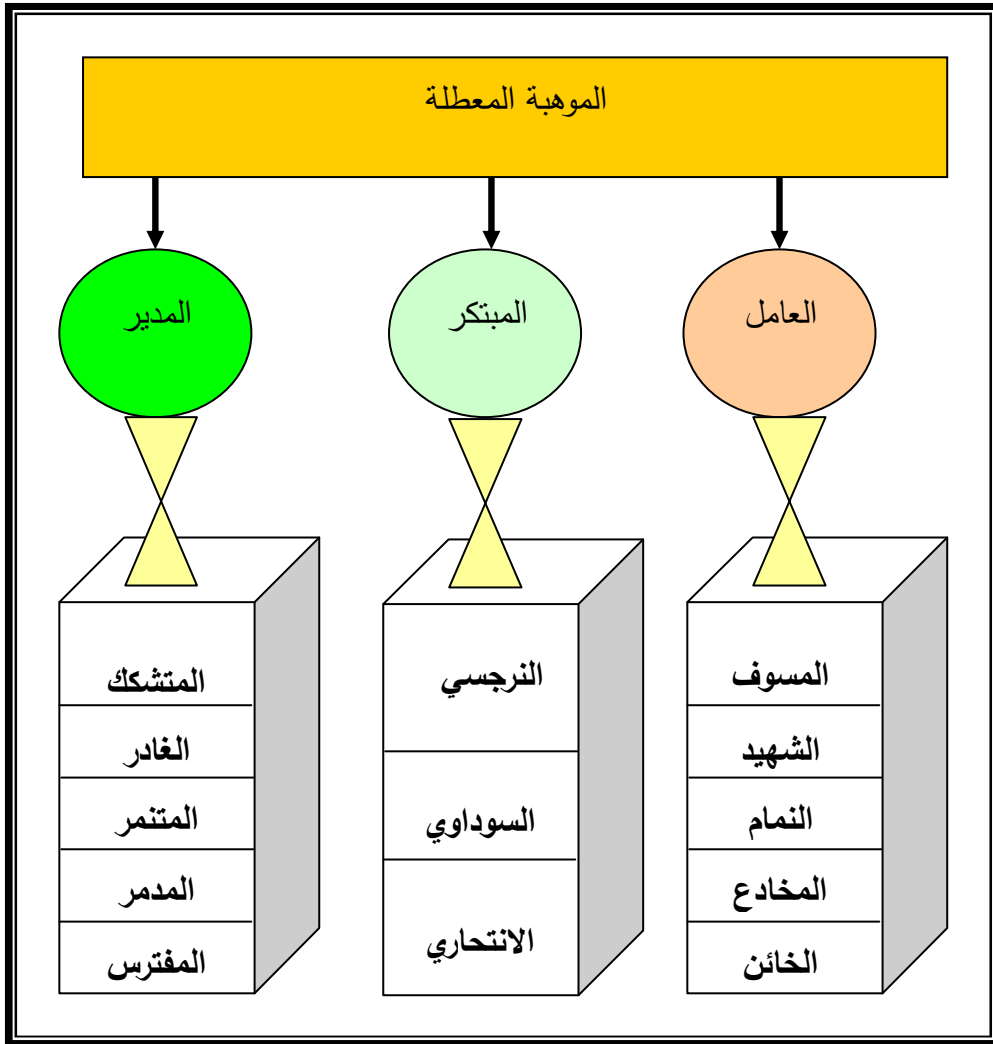 الموهبة المعطلة
العامل
المبتكر
المدير
المسوف
الشهيد
النمام
المخادع
الخائن
النرجسي
السوداوي
الانتحاري
المتشكك
الغادر
المتنمر
المدمر
المفترس